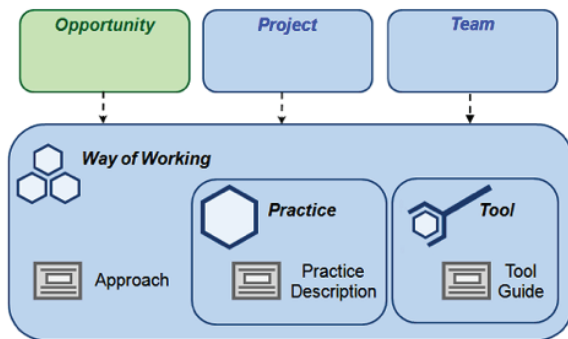 Opportunity
Project
Team
Way of Working
Practice
Tool
Approach
Practice
Description
Tool
Guide